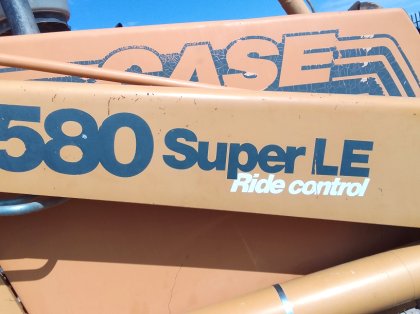 CASE
580 Super LE
Ride control